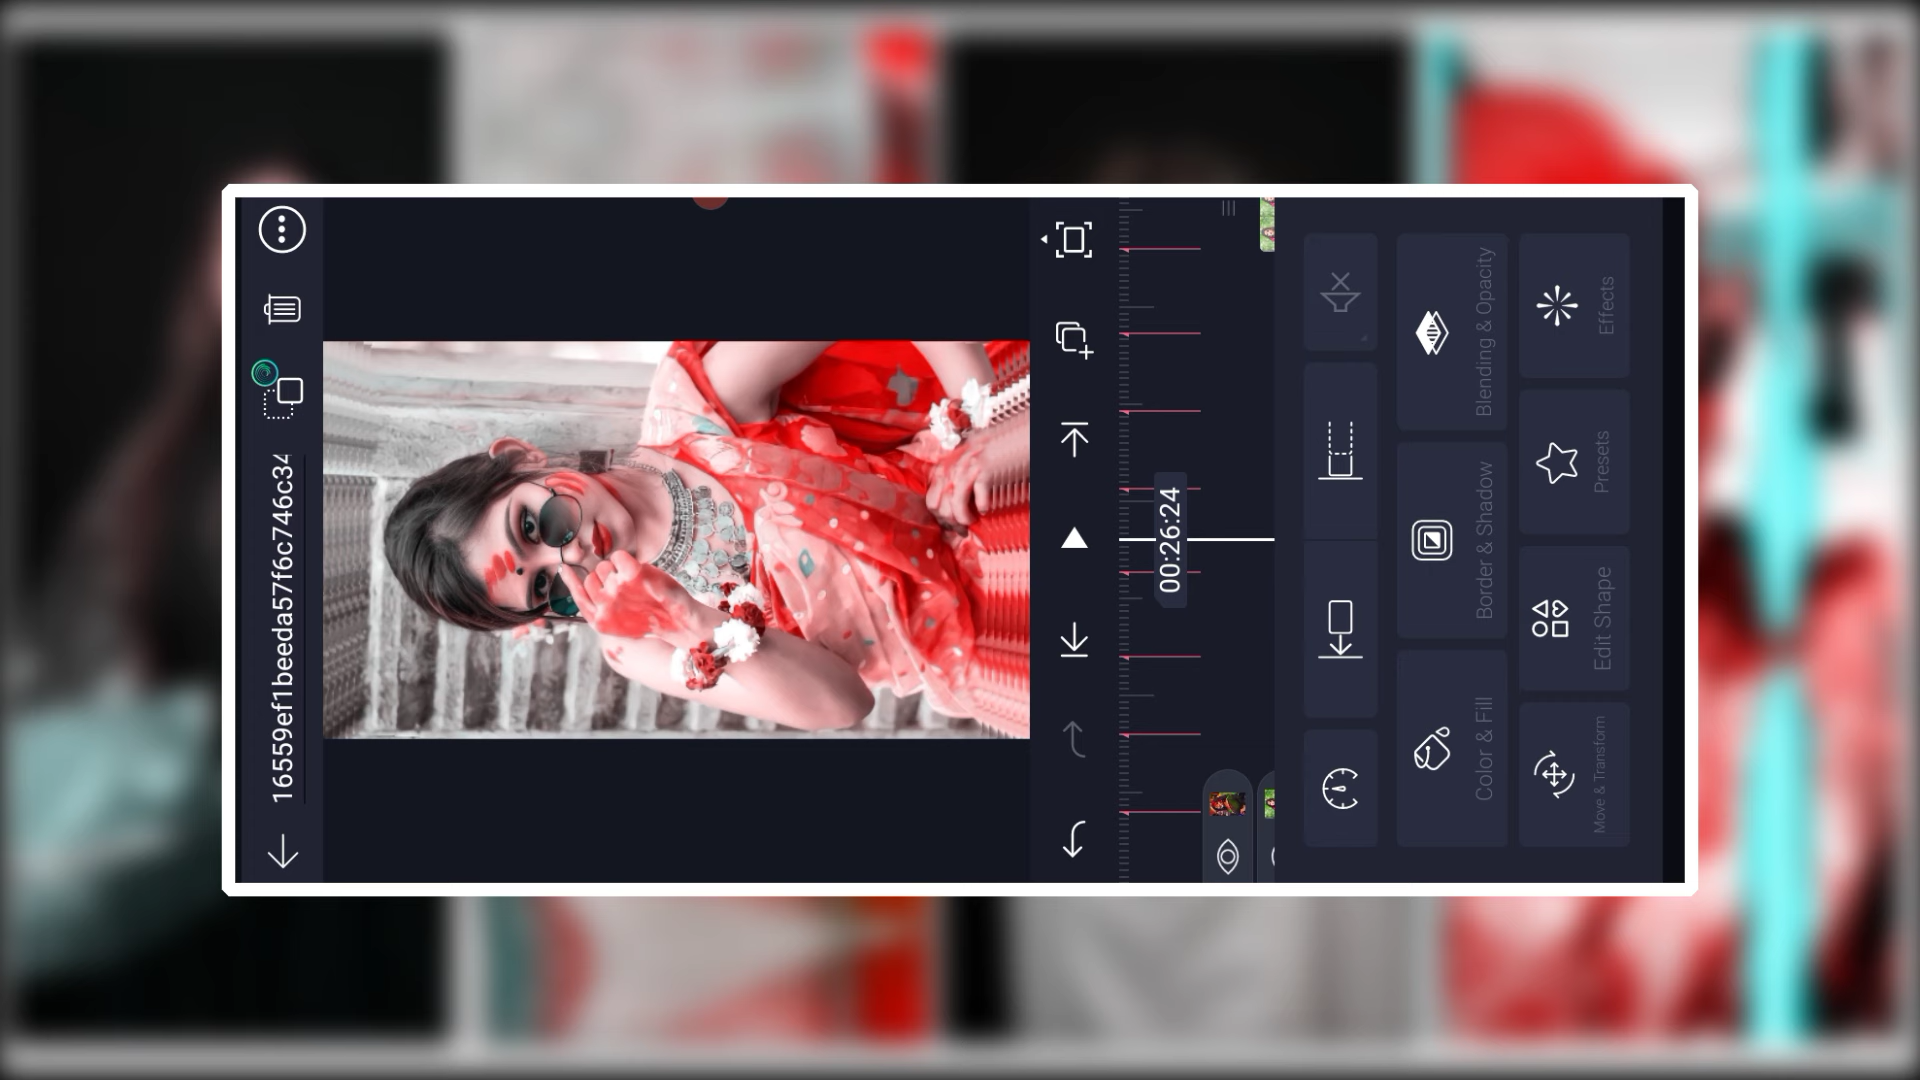 16559ef1beeda57f6c746c34
00:26:24
Color & Fill
Border & Shadow
Blending & Opacity
Move & Transform
Edit Shape
Presets
Effects